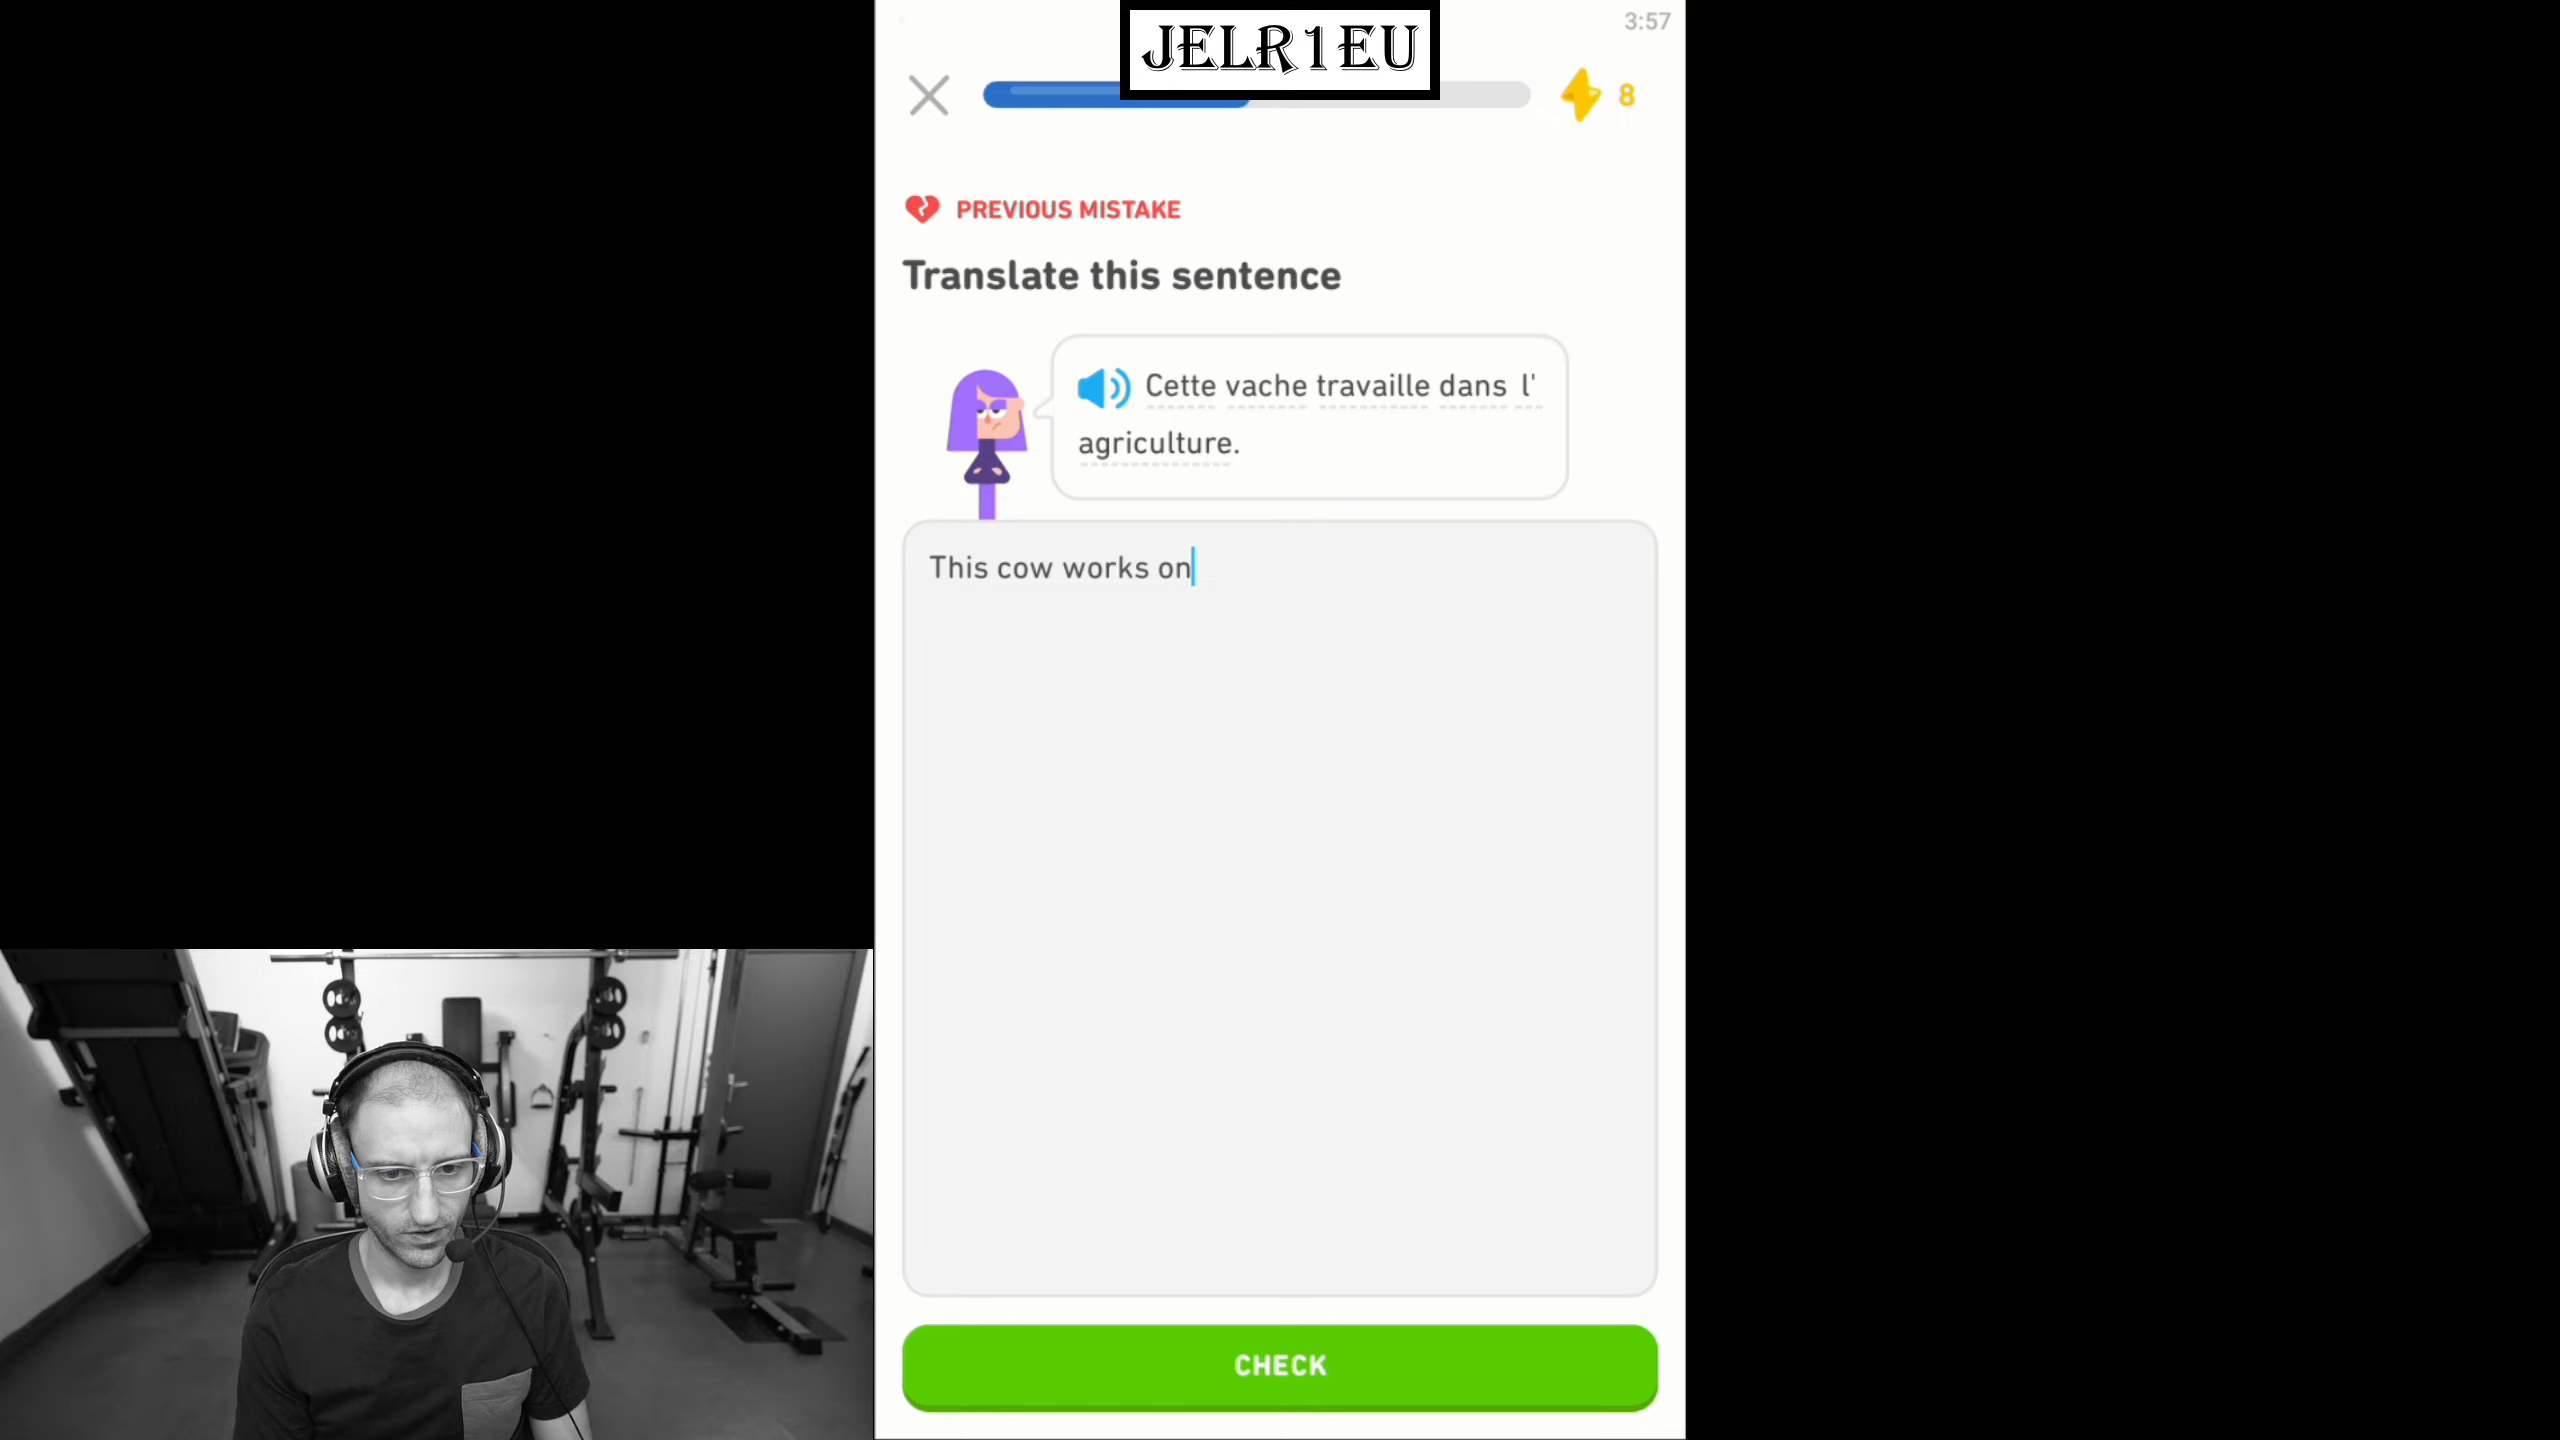 JELR1EU
3:57
8
PREVIOUS MISTAKE
Translate this sentence
Cette vache travaille dans l'
agriculture.
This cow works on
CHECK